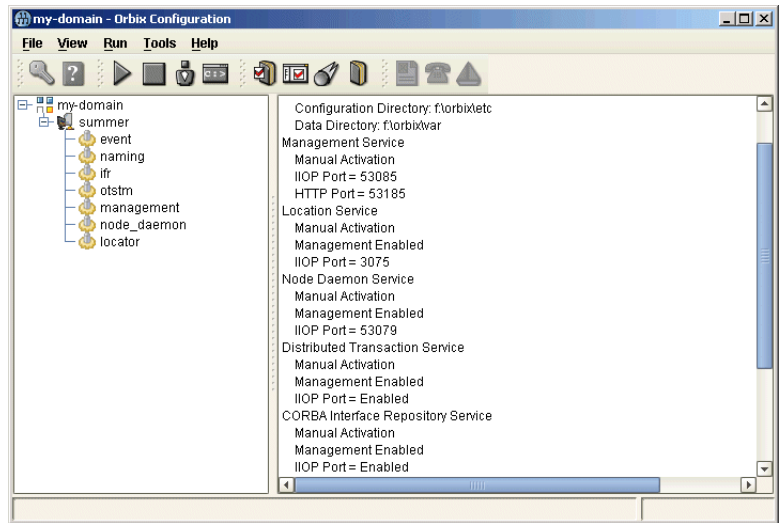 my-domain - Orbix Configuration
File View Run Tools Help
my-domain
summer
event
naming
ifr
otstm
management
node_daemon
locator
Configuration Directory: f:\orbix\etc
Data Directory: f:\orbix\var
Management Service
Manual Activation
IIOP Port = 53085
HTTP Port = 53185
Location Service
Manual Activation
Management Enabled
IIOP Port = 3075
Node Daemon Service
Manual Activation
Management Enabled
IIOP Port = 53079
Distributed Transaction Service
Manual Activation
Management Enabled
IIOP Port = Enabled
CORBA Interface Repository Service
Manual Activation
Management Enabled
IIOP Port = Enabled